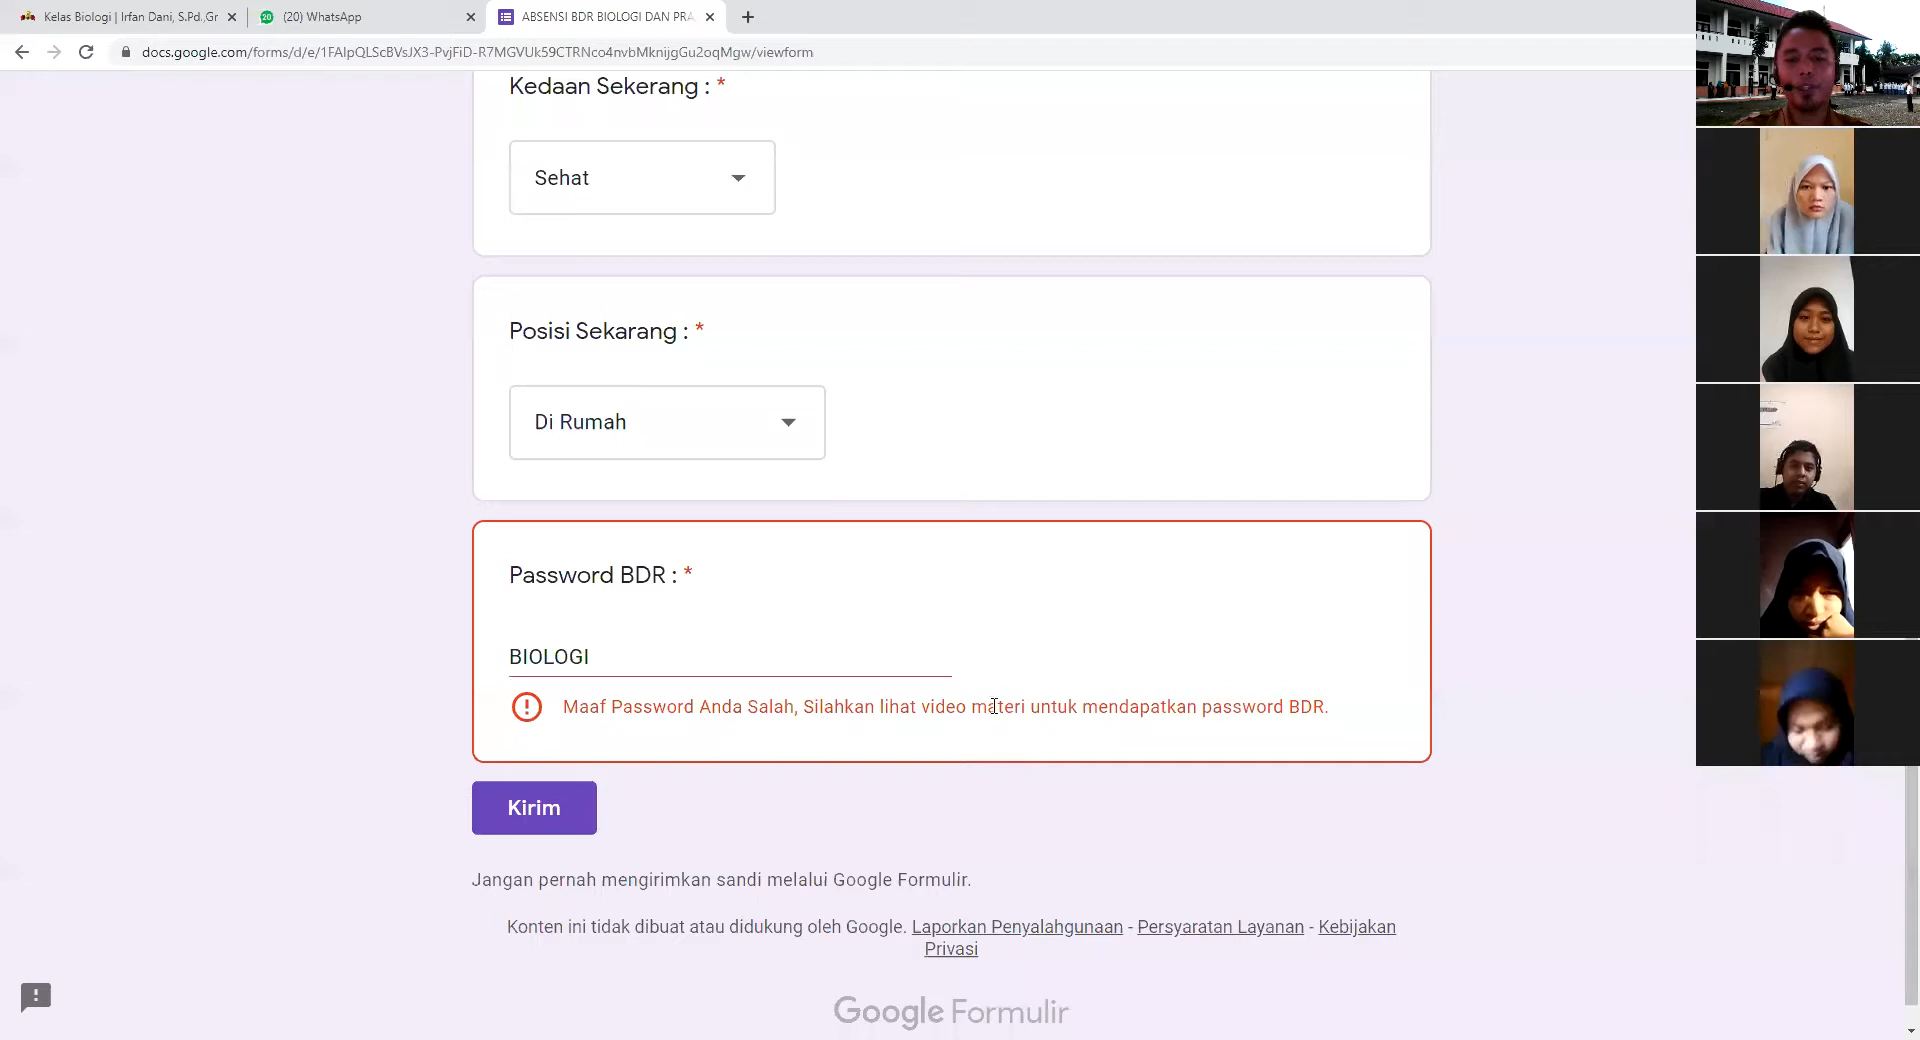 Kelas Biologi | Irfan Dani, S.Pd.,Gr
(20) WhatsApp
ABSENSI BDR BIOLOGI DAN PRA
docs.google.com/forms/d/e/1FAIpQLScBVsJX3-PvjFiD-R7MGVUk59CTRNco4nvbMknijgGu2oqMgw/viewform
Kedaan Sekerang : *
Sehat
Posisi Sekarang : *
Di Rumah
Password BDR : *
BIOLOGI
Maaf Password Anda Salah, Silahkan lihat video materi untuk mendapatkan password BDR.
Kirim
Jangan pernah mengirimkan sandi melalui Google Formulir.
Konten ini tidak dibuat atau didukung oleh Google. Laporkan Penyalahgunaan - Persyaratan Layanan - Kebijakan
Privasi
Google Formulir